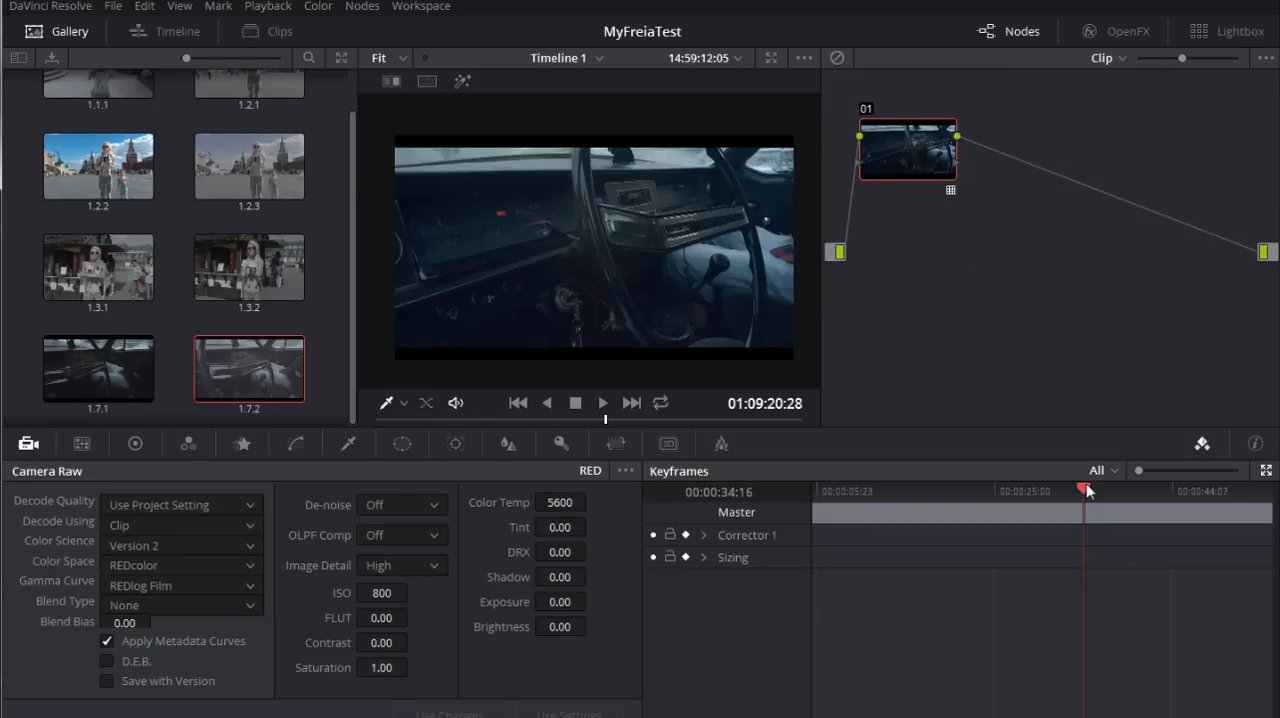 DaVinci Resolve File Edit View Mark Playback Color Nodes Workspace
Gallery Timeline Clips MyFreiaTest Nodes OpenFX Lightbox
Fit Timeline 1 14:59:12:05 Clip
1.1.1 1.2.1
01
1.2.2 1.2.3
1.3.1 1.3.2
1.7.1 1.7.2
01:09:20:28
Camera Raw RED Keyframes All
Decode Quality Use Project Setting De-noise Off Color Temp 5600 00:00:34:16 00:00:05:23 00:00:25:00 00:00:44:07
Decode Using Clip Tint 0.00 Master
Color Science Version 2 OLPF Comp Off DRX 0.00 Corrector 1
Color Space REDcolor Image Detail High Shadow 0.00 Sizing
Gamma Curve REDlog Film ISO 800 Exposure 0.00
Blend Type None FLUT 0.00 Brightness 0.00
Blend Bias 0.00
Apply Metadata Curves Contrast 0.00
D.E.B. Saturation 1.00
Save with Version
Use Changes Use Settings